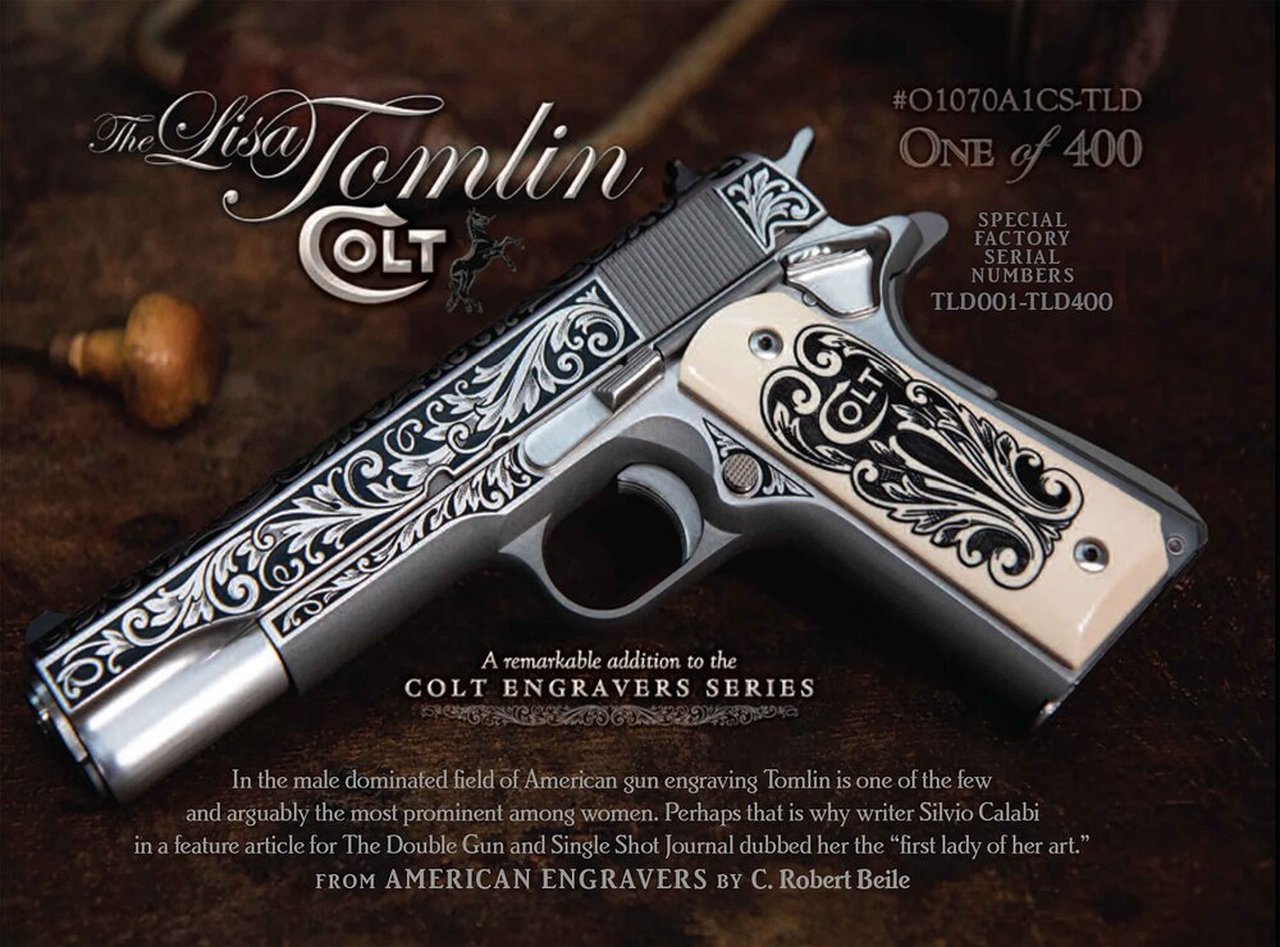 The Lisa Tomlin
COLT
#O1070A1CS-TLD
ONE of 400
SPECIAL
FACTORY
SERIAL
NUMBERS
TLD001-TLD400
COLT
A remarkable addition to the
COLT ENGRAVERS SERIES
In the male dominated field of American gun engraving Tomlin is one of the few
and arguably the most prominent among women. Perhaps that is why writer Silvio Calabi
in a feature article for The Double Gun and Single Shot Journal dubbed her the “first lady of her art.”
FROM AMERICAN ENGRAVERS BY C. Robert Beile